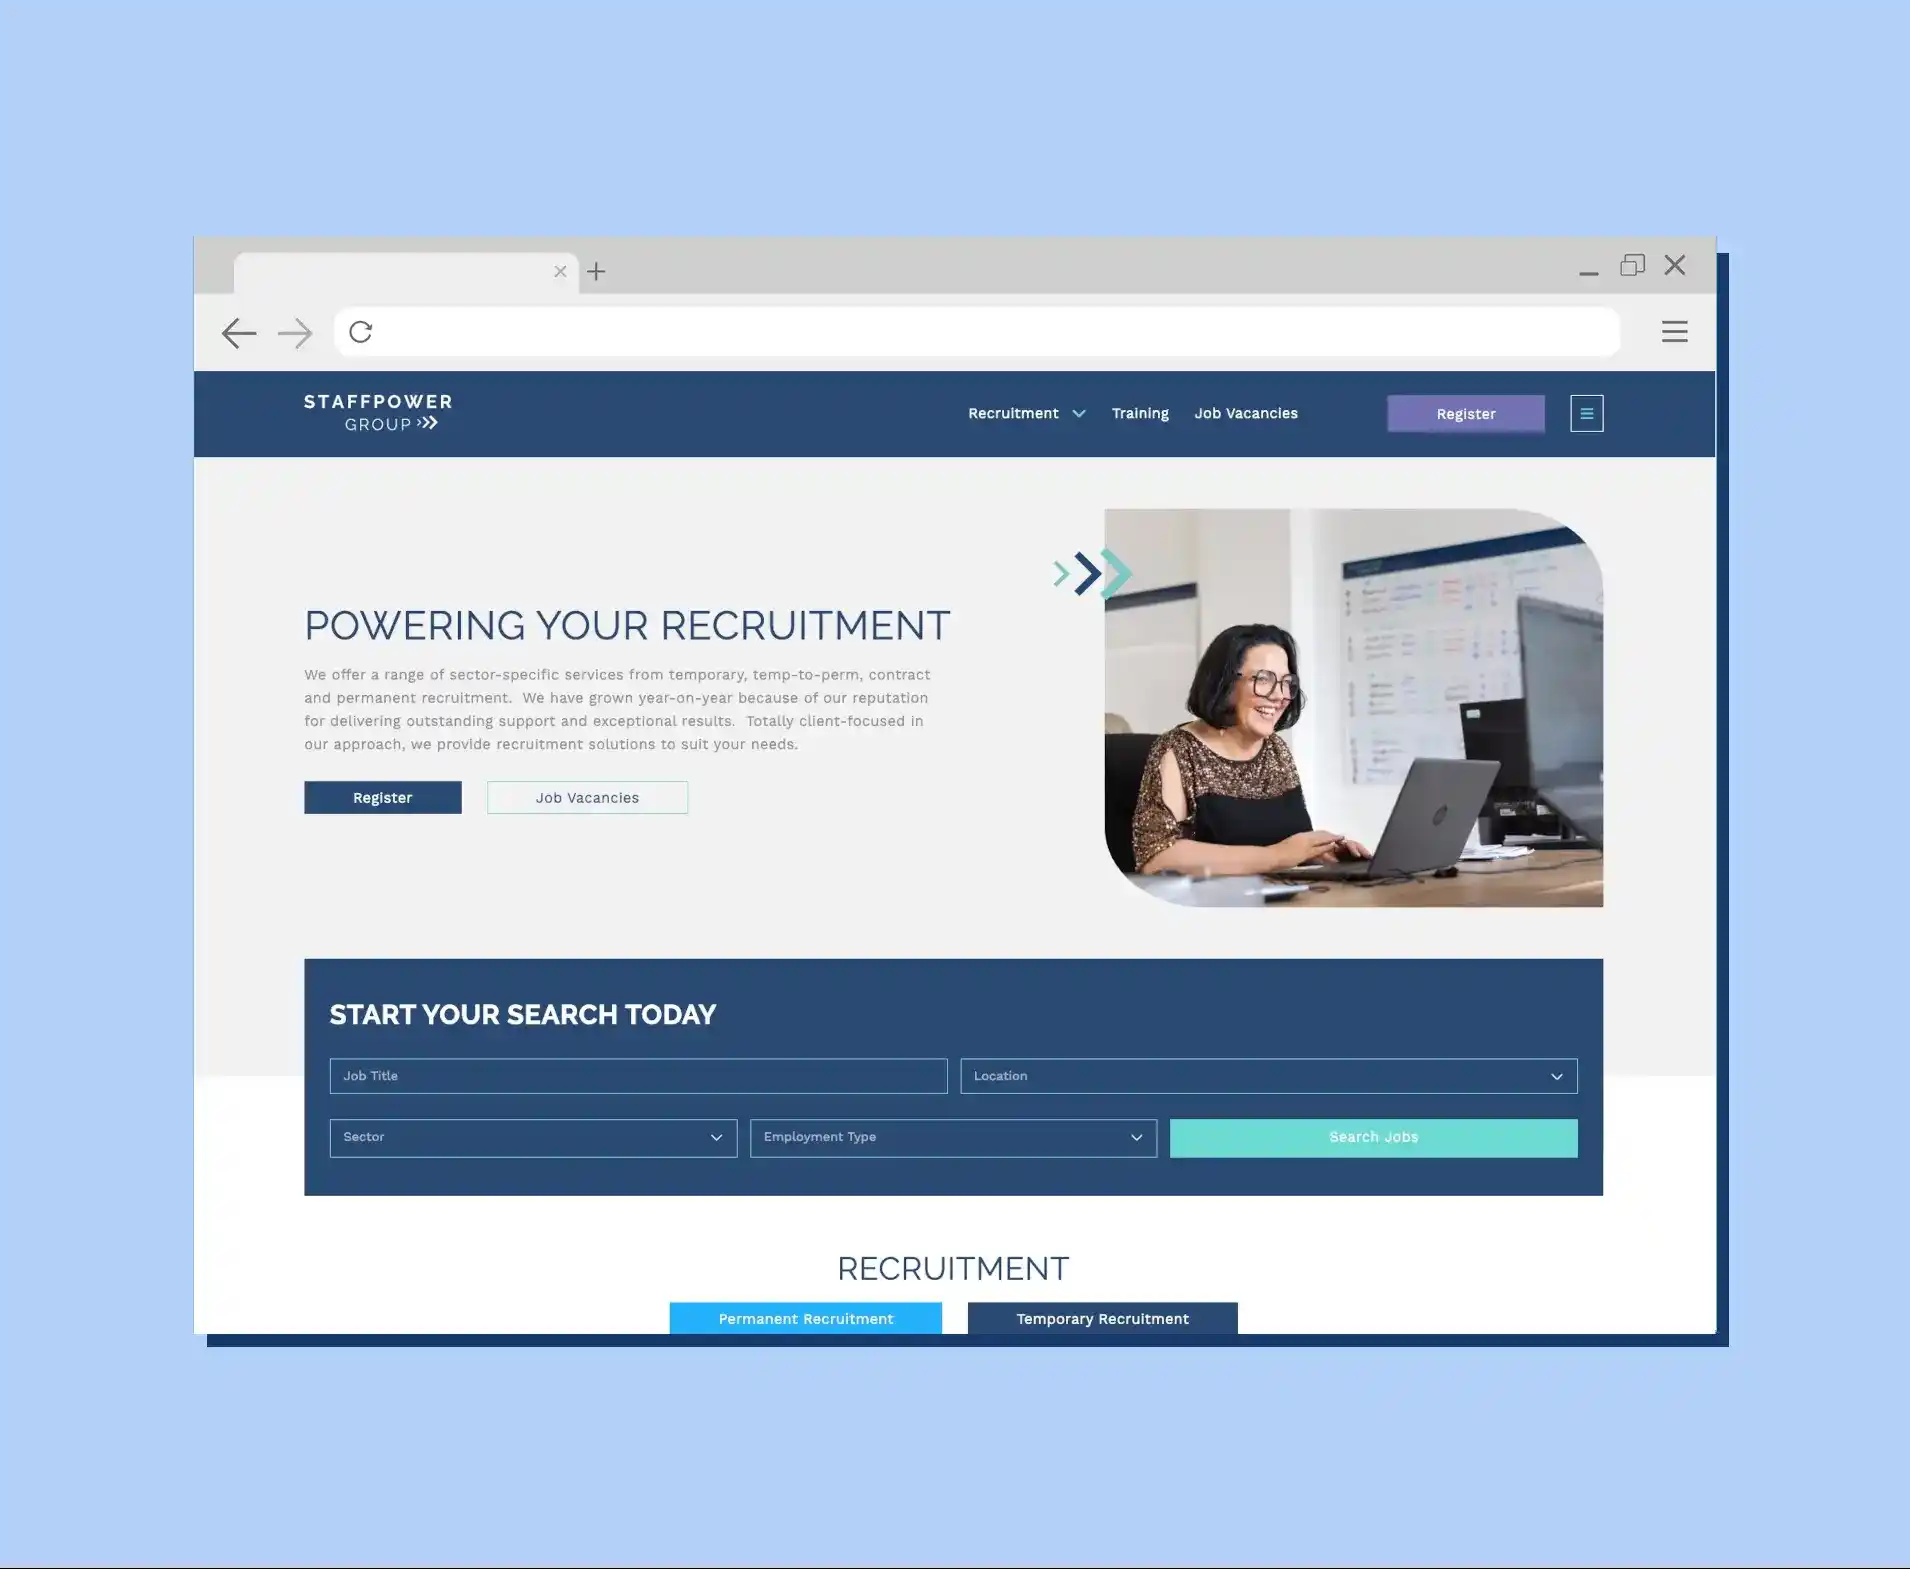 STAFFPOWER
GROUP
Recruitment
Training
Job Vacancies
Register
POWERING YOUR RECRUITMENT
We offer a range of sector-specific services from temporary, temp-to-perm, contract
and permanent recruitment. We have grown year-on-year because of our reputation
for delivering outstanding support and exceptional results. Totally client-focused in
our approach, we provide recruitment solutions to suit your needs.
Register
Job Vacancies
START YOUR SEARCH TODAY
Job Title
Location
Sector
Employment Type
Search Jobs
RECRUITMENT
Permanent Recruitment
Temporary Recruitment